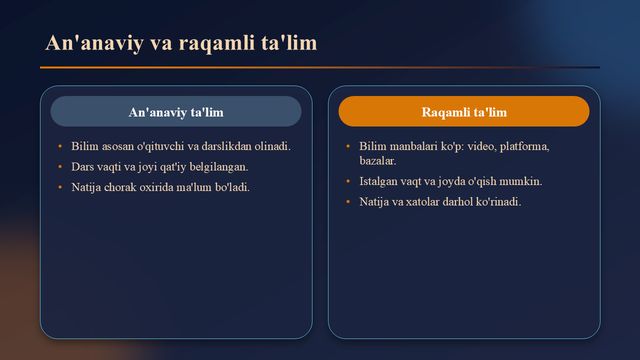 An'anaviy va raqamli ta'lim
An'anaviy ta'lim
• Bilim asosan o'qituvchi va darslikdan olinadi.
• Dars vaqti va joyi qat'iy belgilangan.
• Natija chorak oxirida ma'lum bo'ladi.
Raqamli ta'lim
• Bilim manbalari ko'p: video, platforma,
bazalar.
• Istalgan vaqt va joyda o'qish mumkin.
• Natija va xatolar darhol ko'rinadi.